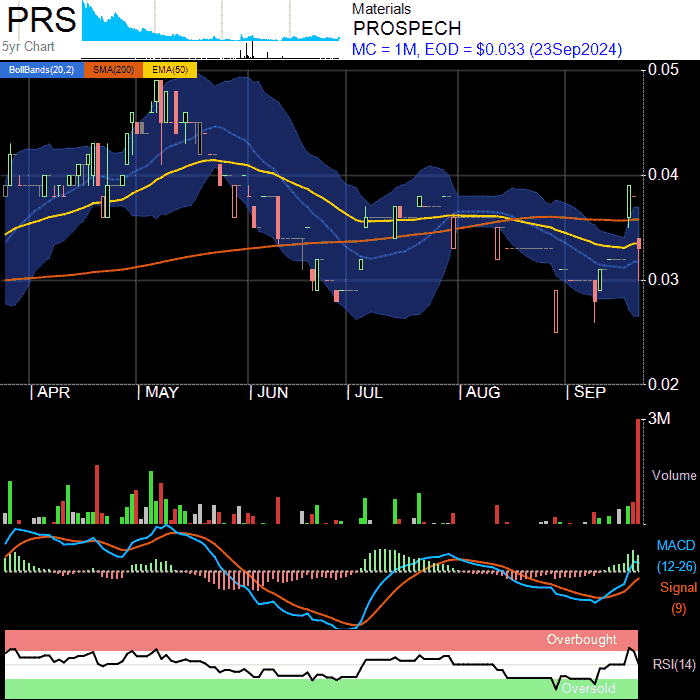 PRS
5yr Chart
Materials
PROSPECH
MC = 1M, EOD = $0.033 (23Sep2024)
BollBands(20,2) SMA(200) EMA(50)
0.05
0.04
0.03
0.02
APR MAY JUN JUL AUG SEP
3M
Volume
MACD
(12-26)
Signal
(9)
Overbought
RSI(14)
Oversold